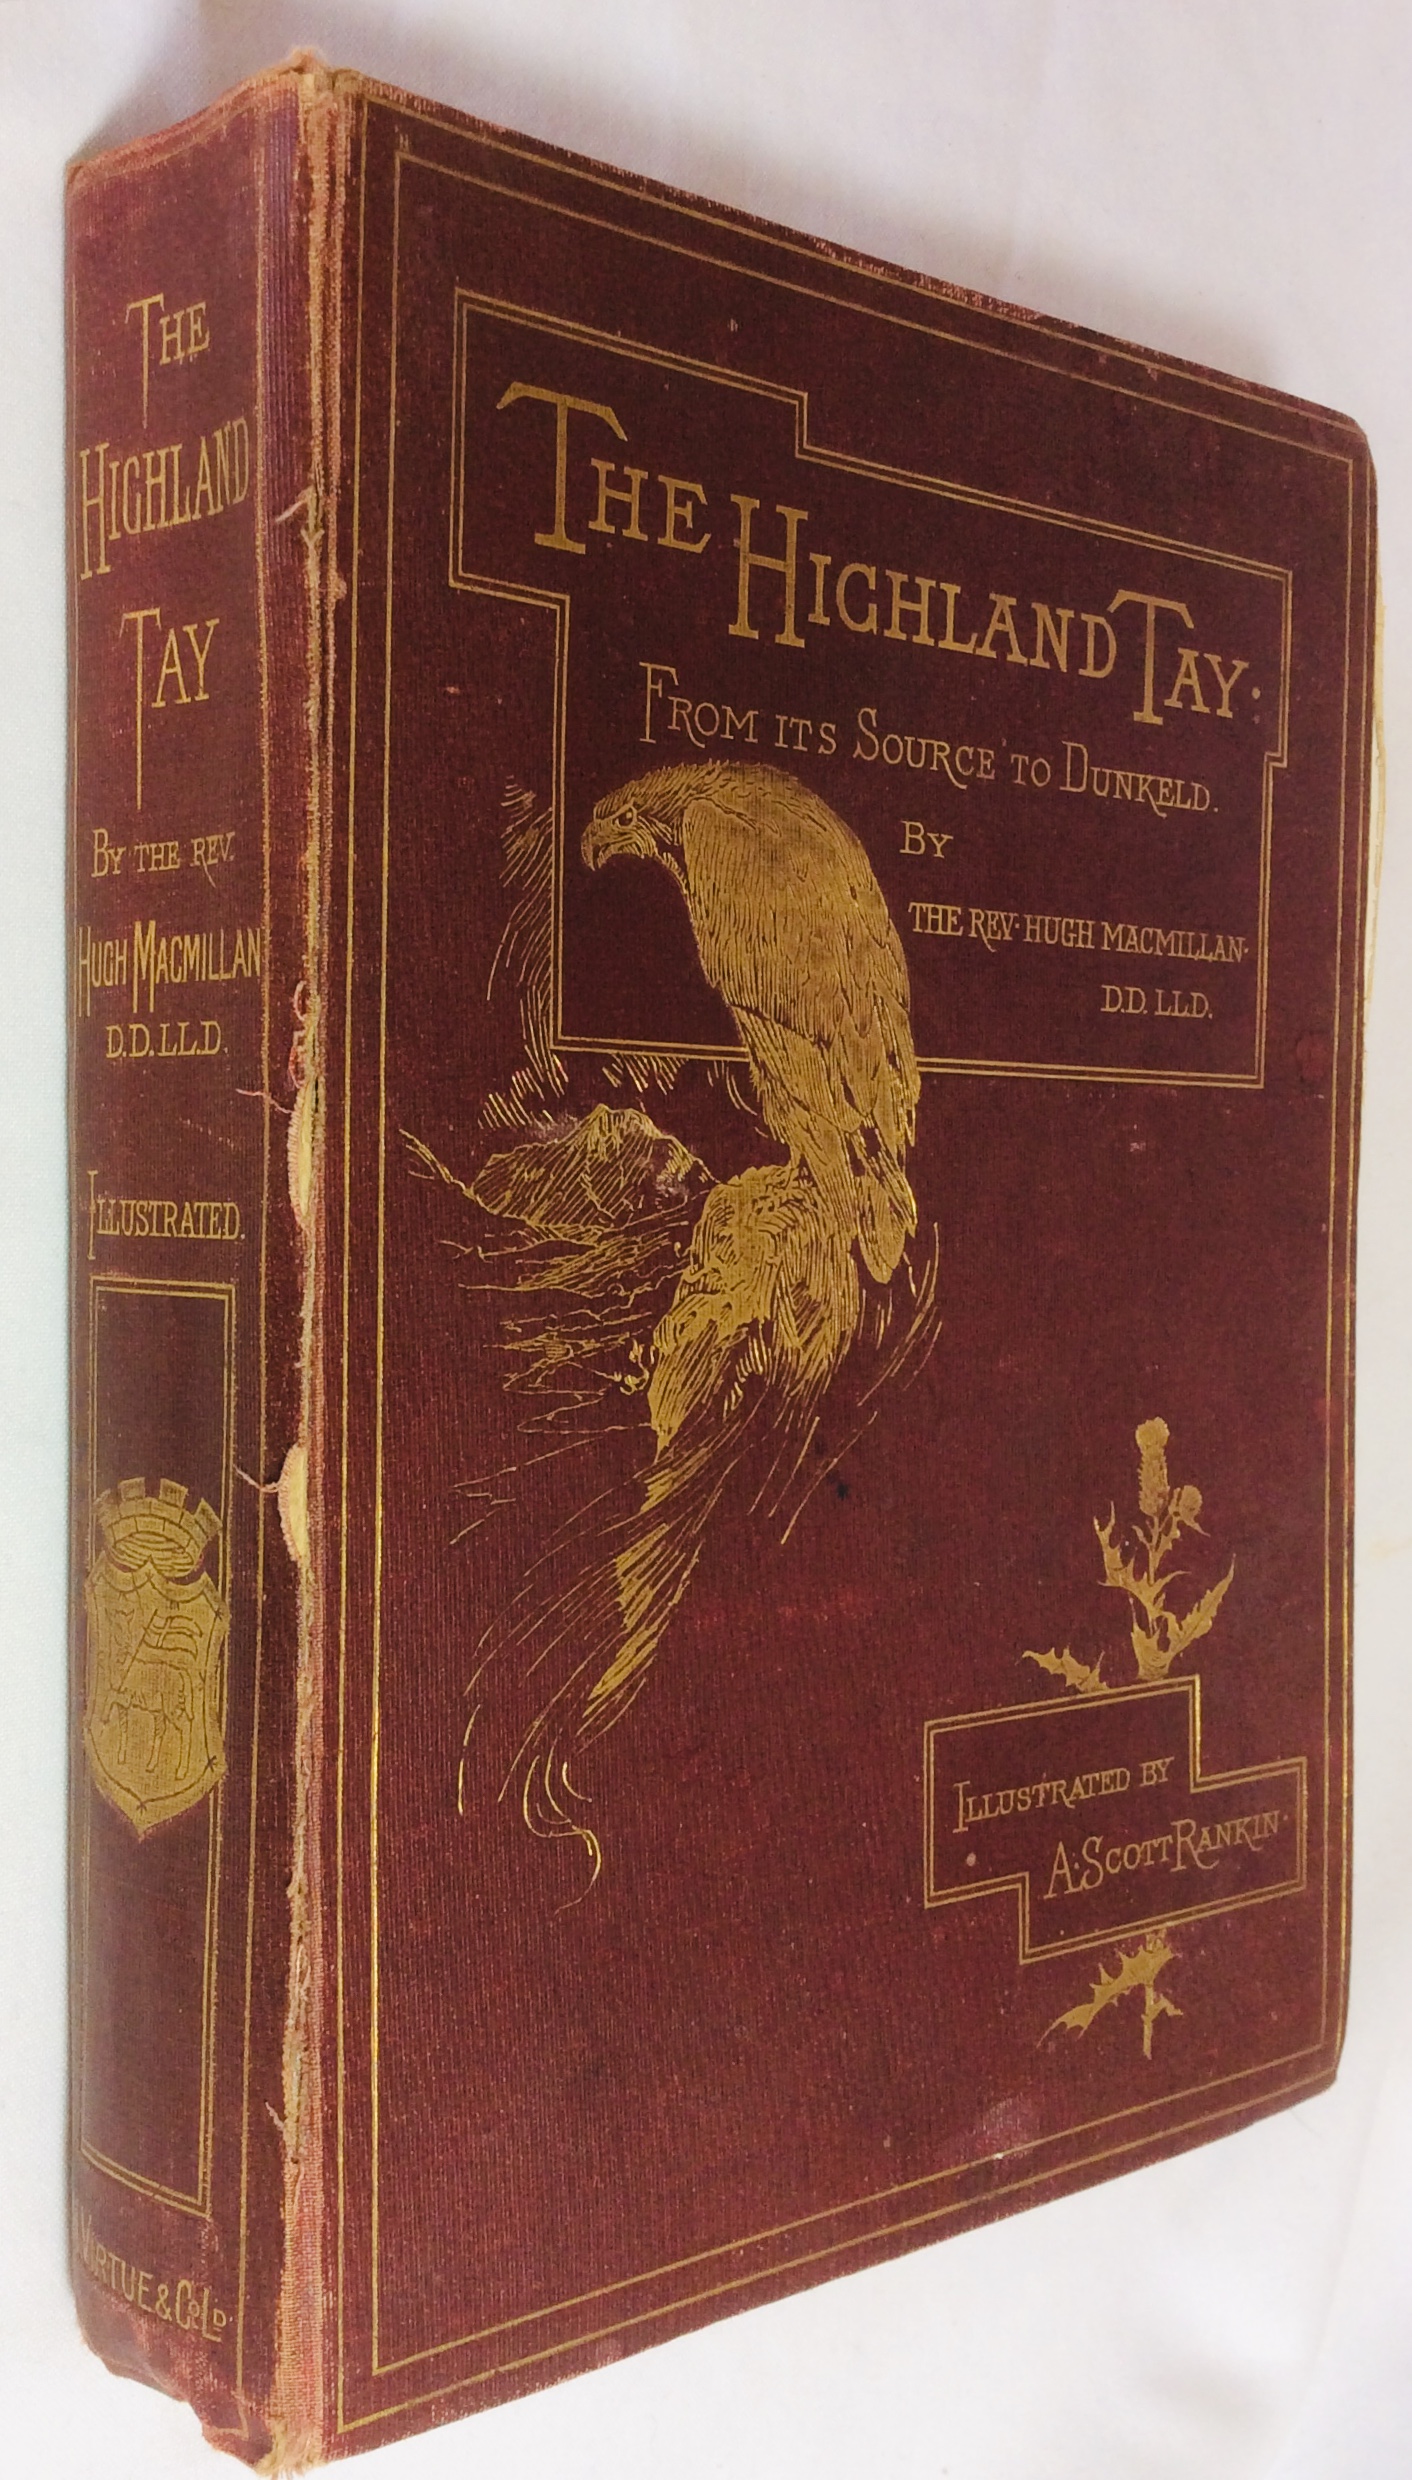 THE
HIGHLAND
TAY
BY THE REV.
HUGH MACMILLAN
D.D. LL.D.
ILLUSTRATED.
VIRTUE & Co. LD.
THE HIGHLAND TAY.
FROM ITS SOURCE TO DUNKELD.
BY
THE REV. HUGH MACMILLAN.
D.D. LL.D.
ILLUSTRATED BY
A. SCOTT RANKIN.